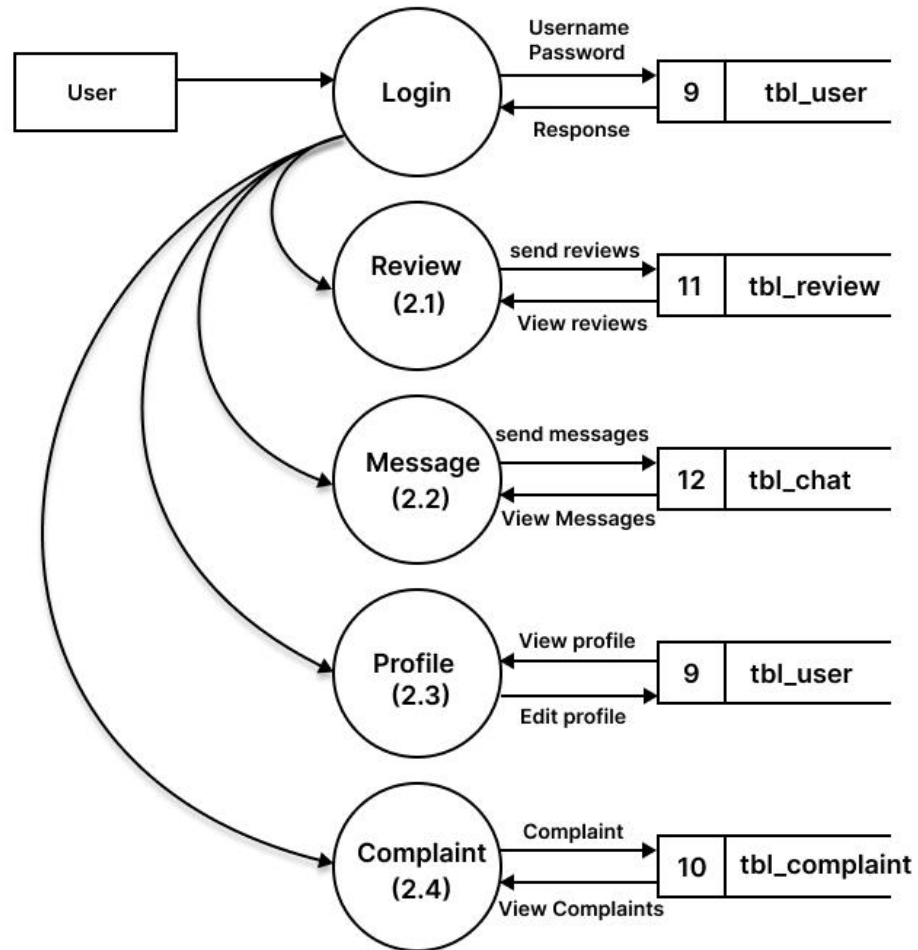 User
Login
Username
Password
Response
9
tbl_user
Review
(2.1)
send reviews
View reviews
11
tbl_review
Message
(2.2)
send messages
View Messages
12
tbl_chat
Profile
(2.3)
View profile
Edit profile
9
tbl_user
Complaint
(2.4)
Complaint
View Complaints
10
tbl_complaint